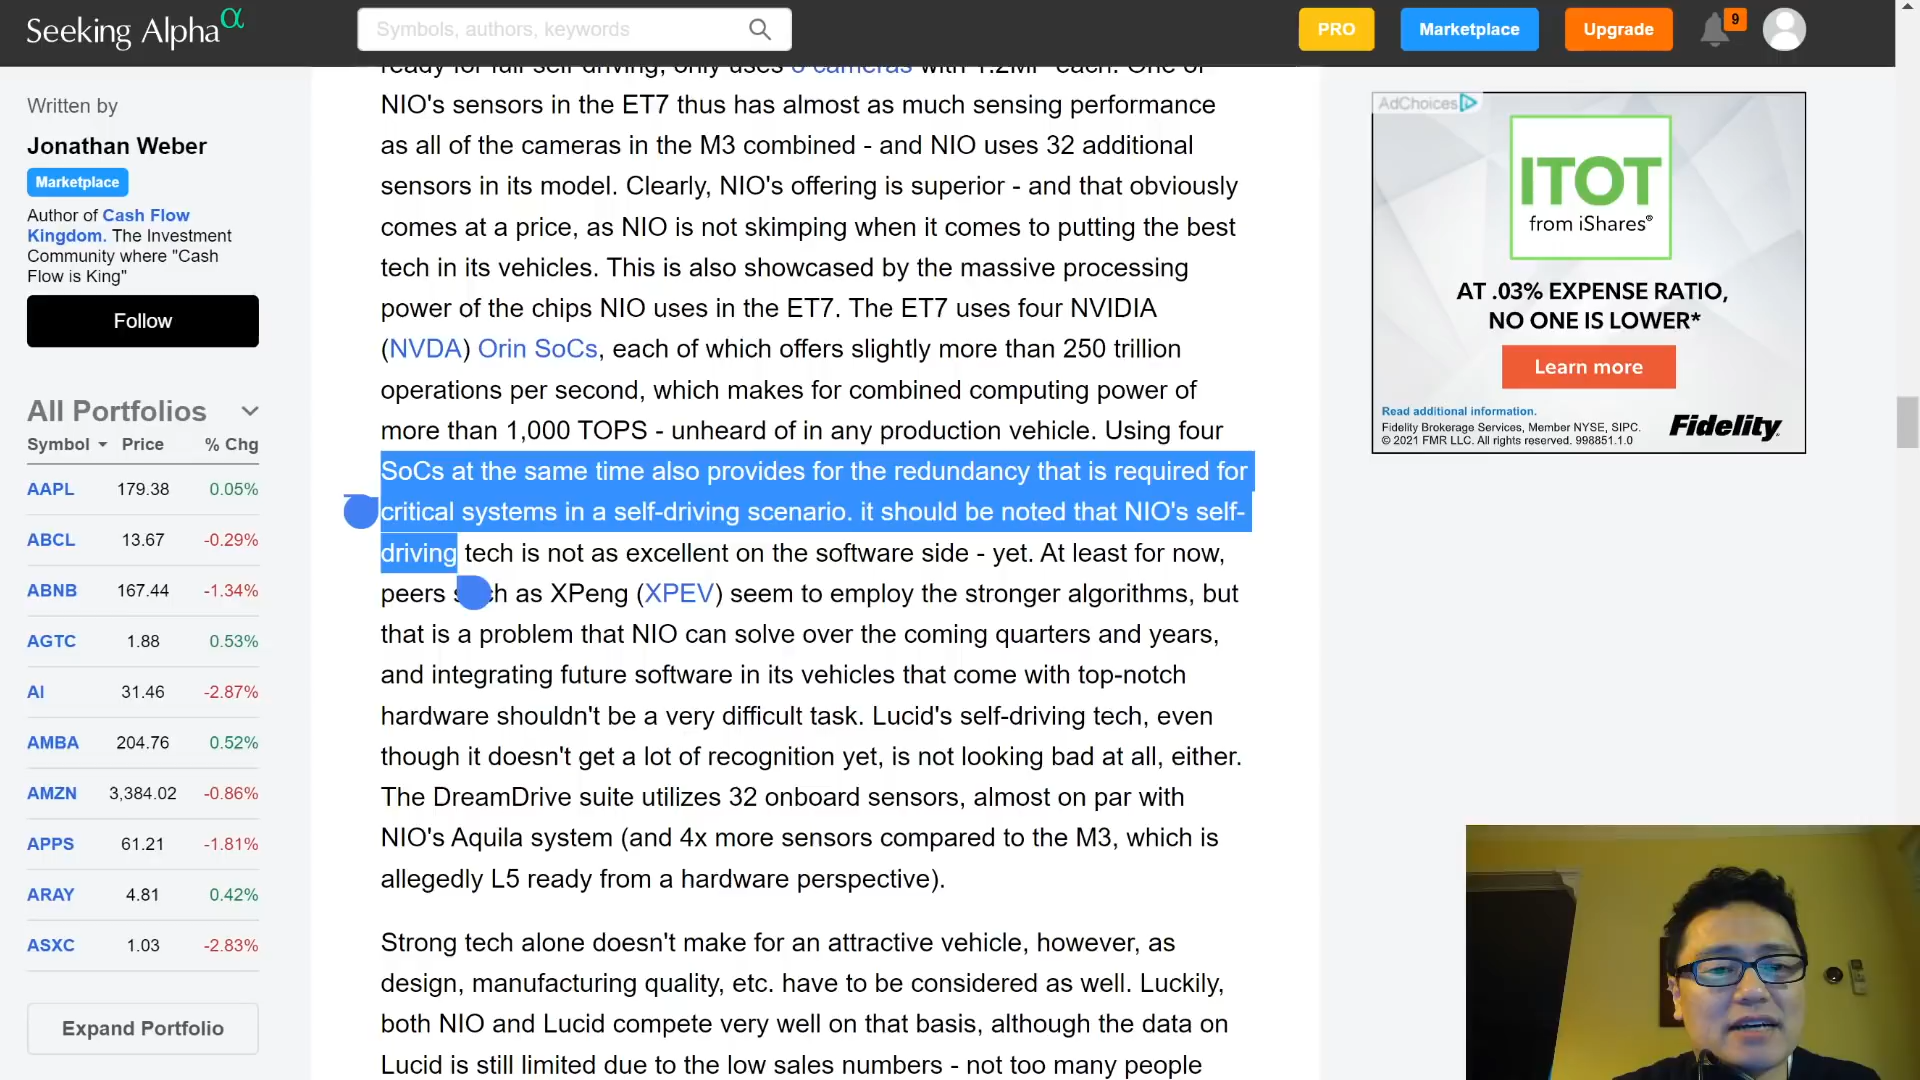 Seeking Alpha α
Symbols, authors, keywords
PRO
Marketplace
Upgrade
9
Written by
Jonathan Weber
Marketplace
Author of Cash Flow
Kingdom. The Investment
Community where "Cash
Flow is King"
Follow
All Portfolios
Symbol Price % Chg
AAPL 179.38 0.05%
ABCL 13.67 -0.29%
ABNB 167.44 -1.34%
AGTC 1.88 0.53%
AI 31.46 -2.87%
AMBA 204.76 0.52%
AMZN 3,384.02 -0.86%
APPS 61.21 -1.81%
ARAY 4.81 0.42%
ASXC 1.03 -2.83%
Expand Portfolio
ready for full self-driving, only uses 8 cameras with 1.2MP each. One of
NIO's sensors in the ET7 thus has almost as much sensing performance
as all of the cameras in the M3 combined - and NIO uses 32 additional
sensors in its model. Clearly, NIO's offering is superior - and that obviously
comes at a price, as NIO is not skimping when it comes to putting the best
tech in its vehicles. This is also showcased by the massive processing
power of the chips NIO uses in the ET7. The ET7 uses four NVIDIA
(NVDA) Orin SoCs, each of which offers slightly more than 250 trillion
operations per second, which makes for combined computing power of
more than 1,000 TOPS - unheard of in any production vehicle. Using four
SoCs at the same time also provides for the redundancy that is required for
critical systems in a self-driving scenario. it should be noted that NIO's self-
driving tech is not as excellent on the software side - yet. At least for now,
peers such as XPeng (XPEV) seem to employ the stronger algorithms, but
that is a problem that NIO can solve over the coming quarters and years,
and integrating future software in its vehicles that come with top-notch
hardware shouldn't be a very difficult task. Lucid's self-driving tech, even
though it doesn't get a lot of recognition yet, is not looking bad at all, either.
The DreamDrive suite utilizes 32 onboard sensors, almost on par with
NIO's Aquila system (and 4x more sensors compared to the M3, which is
allegedly L5 ready from a hardware perspective).
Strong tech alone doesn't make for an attractive vehicle, however, as
design, manufacturing quality, etc. have to be considered as well. Luckily,
both NIO and Lucid compete very well on that basis, although the data on
Lucid is still limited due to the low sales numbers - not too many people
AdChoices
ITOT
from iShares®
AT .03% EXPENSE RATIO,
NO ONE IS LOWER*
Learn more
Read additional information.
Fidelity Brokerage Services, Member NYSE, SIPC.
© 2021 FMR LLC. All rights reserved. 998851.1.0
Fidelity